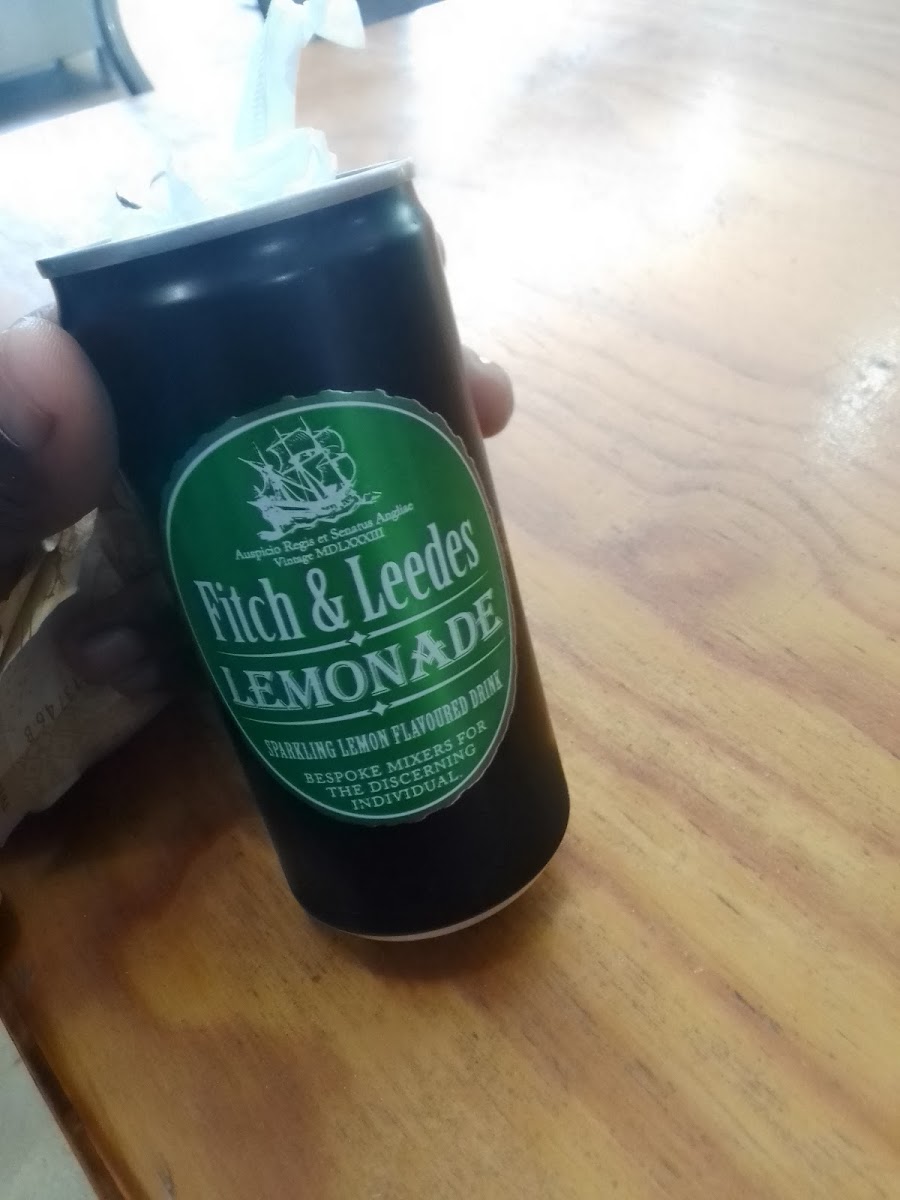 Auspicio Regis et Senatus Angliae
Vintage MDLXXXIII
Fitch & Leedes
LEMONADE
SPARKLING LEMON FLAVOURED DRINK
BESPOKE MIXERS FOR
THE DISCERNING
INDIVIDUAL.